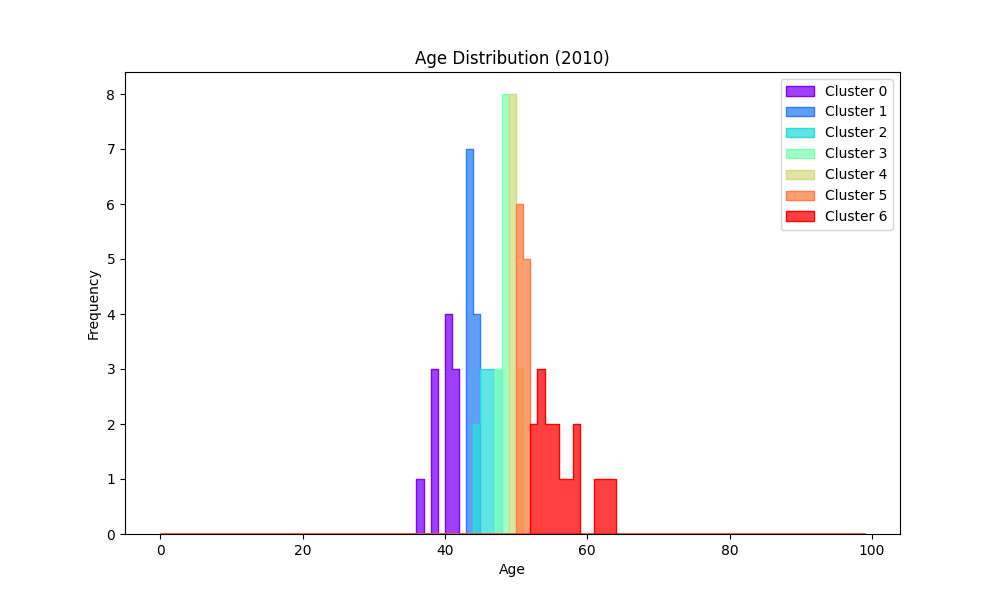 Age Distribution (2010)
Cluster 0
Cluster 1
Cluster 2
Cluster 3
Cluster 4
Cluster 5
Cluster 6
8
7
6
5
4
3
2
1
0
Frequency
0 20 40 60 80 100
Age